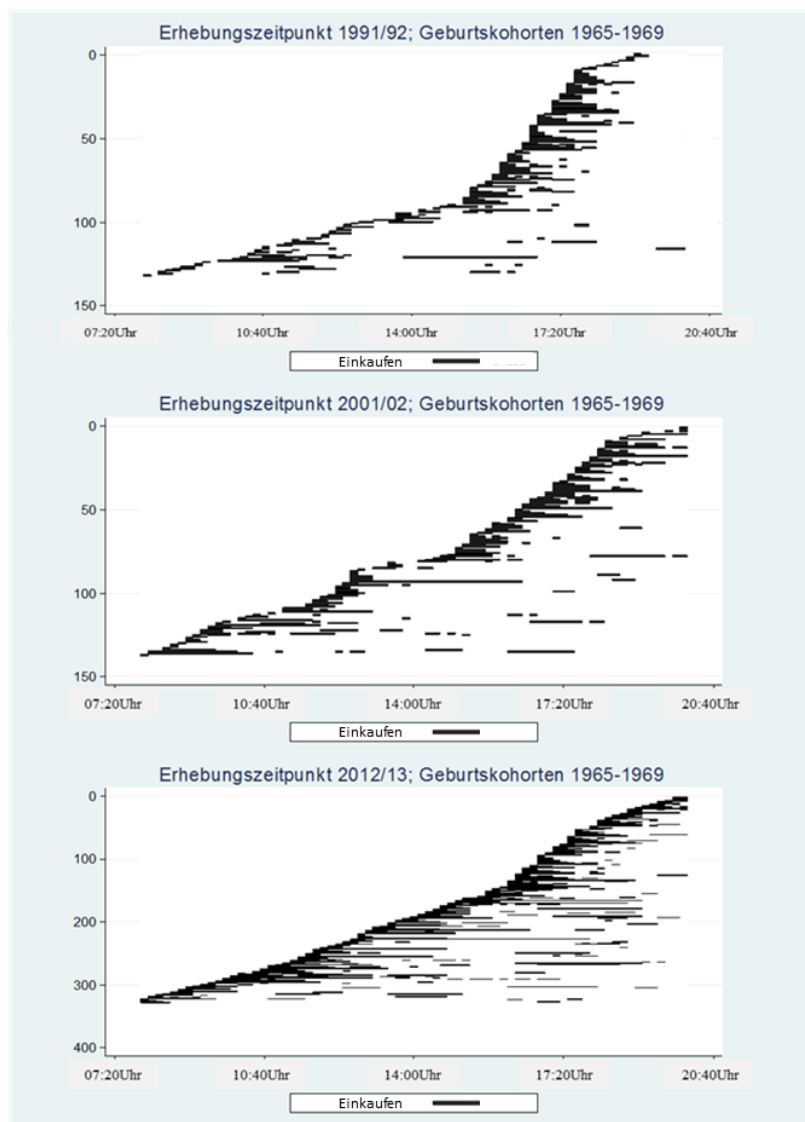 Erhebungszeitpunkt 1991/92; Geburtskohorten 1965-1969
0
50
100
150
07:20Uhr 10:40Uhr 14:00Uhr 17:20Uhr 20:40Uhr
Einkaufen
Erhebungszeitpunkt 2001/02; Geburtskohorten 1965-1969
0
50
100
150
07:20Uhr 10:40Uhr 14:00Uhr 17:20Uhr 20:40Uhr
Einkaufen
Erhebungszeitpunkt 2012/13; Geburtskohorten 1965-1969
0
100
200
300
400
07:20Uhr 10:40Uhr 14:00Uhr 17:20Uhr 20:40Uhr
Einkaufen